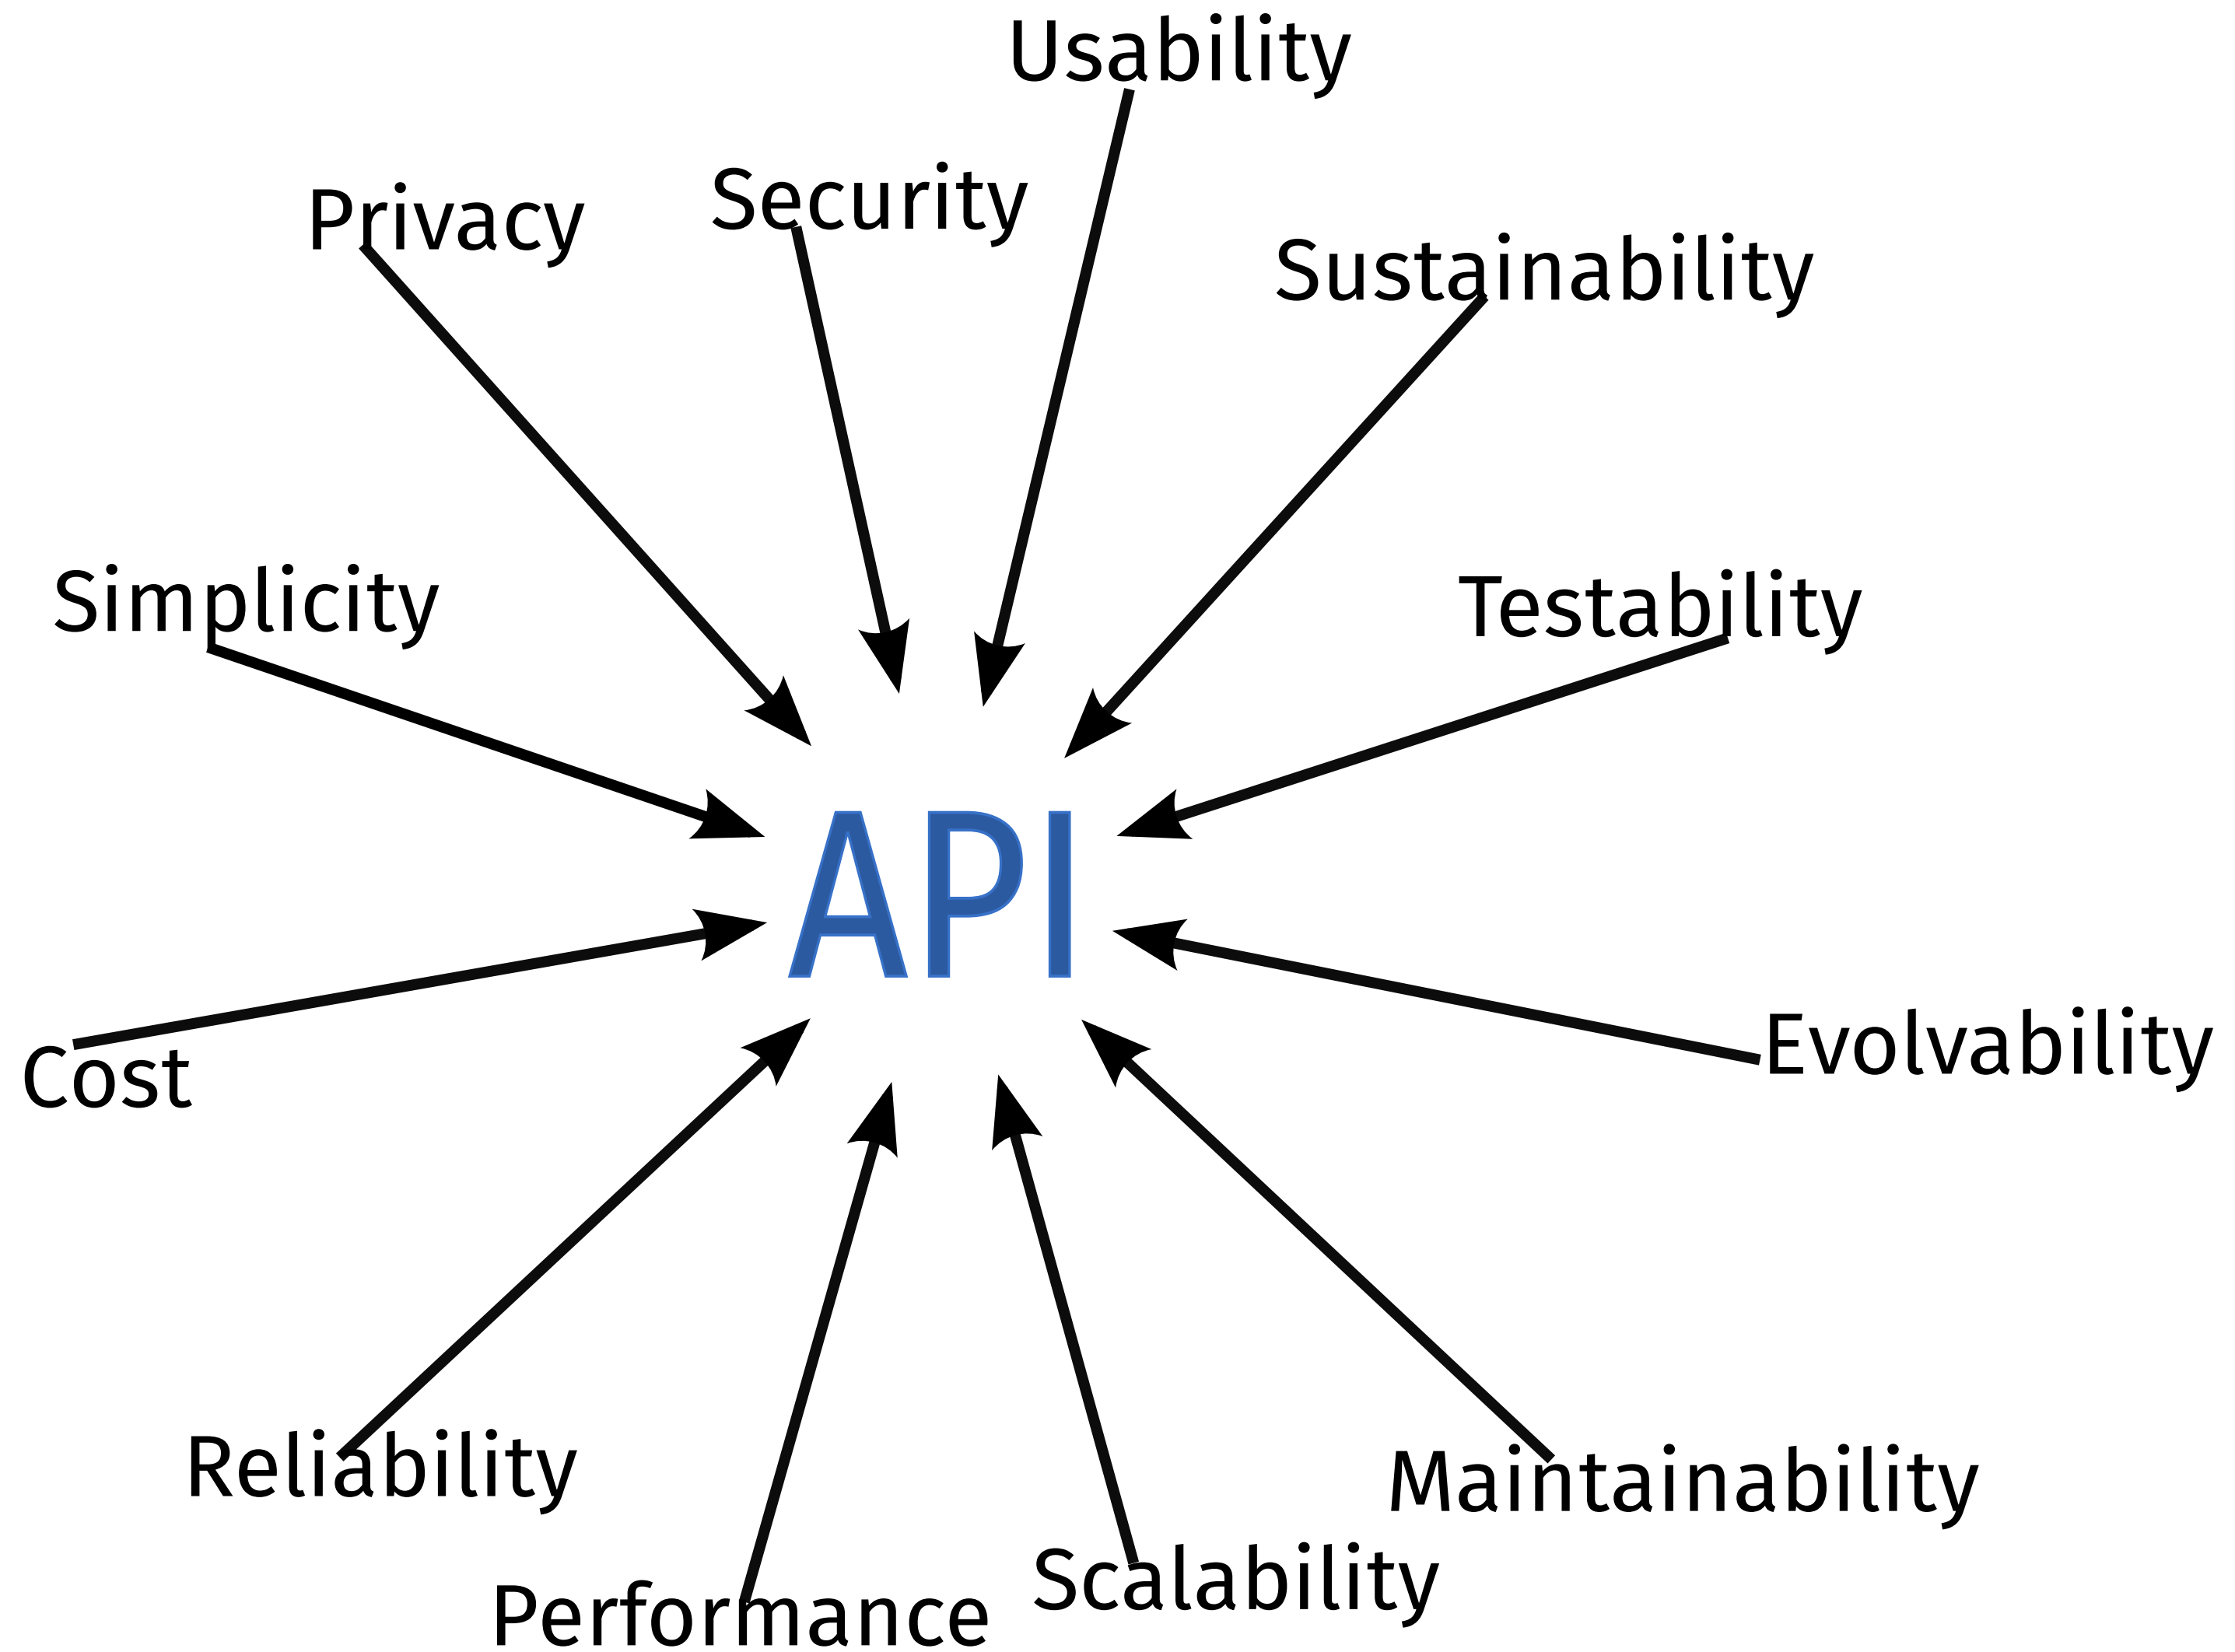 Usability
Security
Privacy
Sustainability
Simplicity
Testability
API
Evolvability
Cost
Reliability
Maintainability
Scalability
Performance